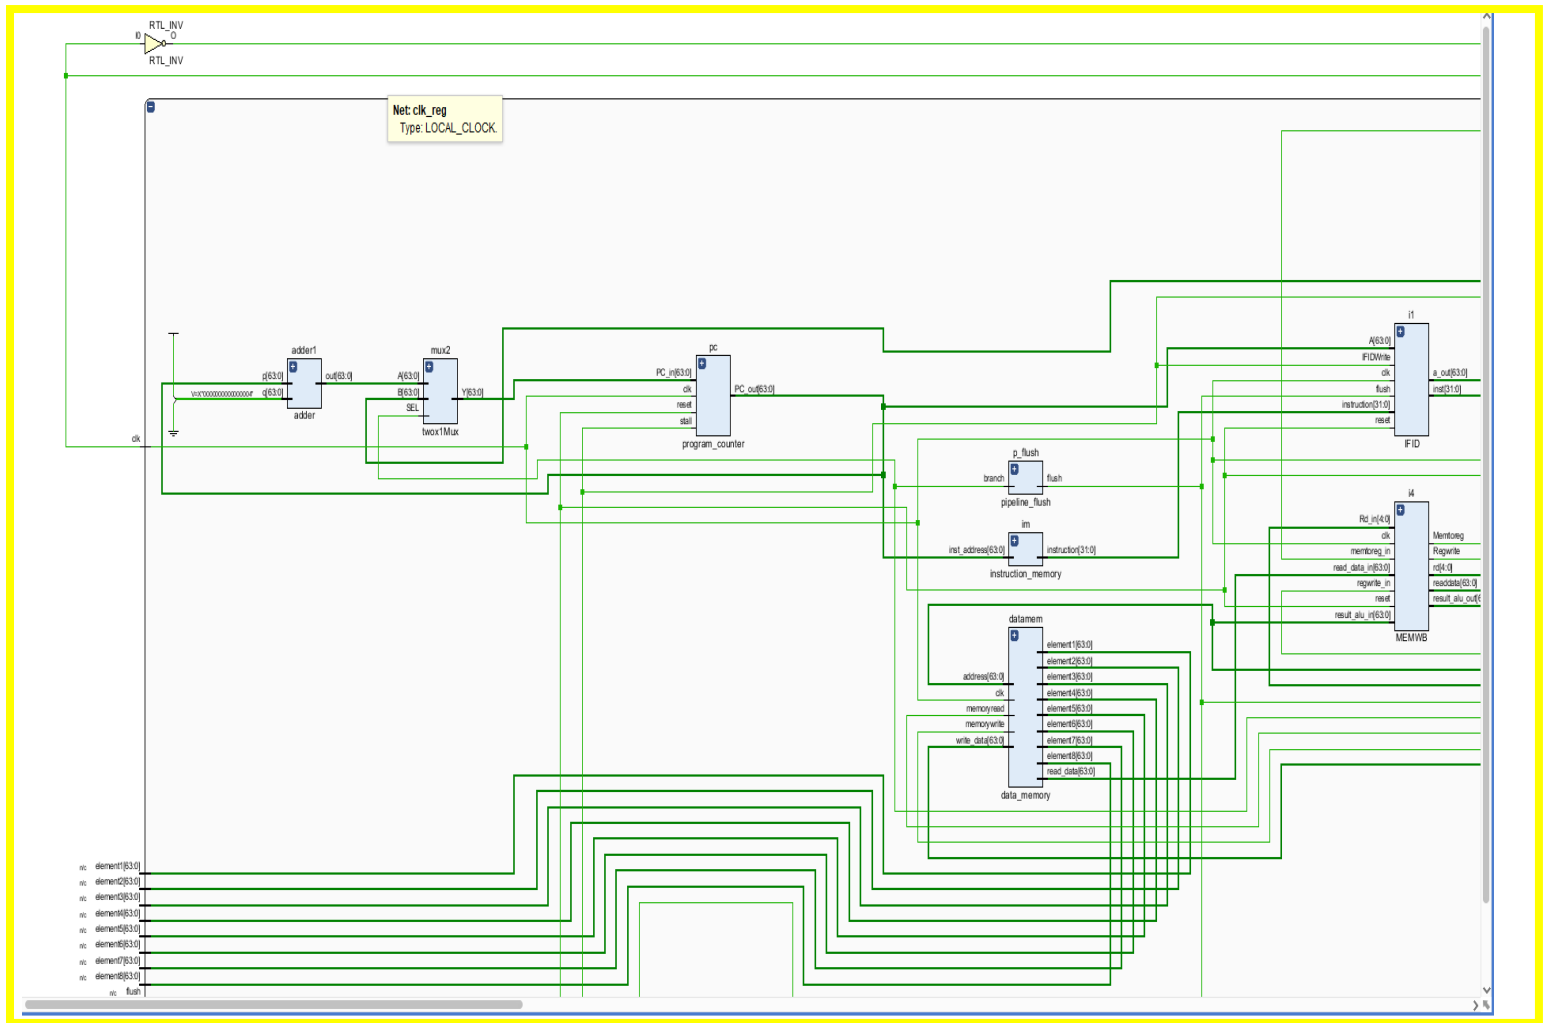 RTL_INV
I0
O
RTL_INV
Net: clk_reg
Type: LOCAL_CLOCK.
i1
A[63:0]
IFIDWrite
clk
flush
instruction[31:0]
reset
a_out[63:0]
inst[31:0]
IFID
adder1
p[63:0]
q[63:0]
out[63:0]
adder
mux2
A[63:0]
B[63:0]
SEL
Y[63:0]
twox1Mux
pc
PC_in[63:0]
clk
reset
stall
PC_out[63:0]
program_counter
clk
p_flush
branch
flush
pipeline_flush
im
inst_address[63:0]
instruction[31:0]
instruction_memory
i4
Rd_in[4:0]
clk
memtoreg_in
read_data_in[63:0]
regwrite_in
reset
result_alu_in[63:0]
Memtoreg
Regwrite
rd[4:0]
readdata[63:0]
result_alu_out[6
MEMWB
datamem
address[63:0]
clk
memoryread
memorywrite
write_data[63:0]
element1[63:0]
element2[63:0]
element3[63:0]
element4[63:0]
element5[63:0]
element6[63:0]
element7[63:0]
element8[63:0]
read_data[63:0]
data_memory
n/c element1[63:0]
n/c element2[63:0]
n/c element3[63:0]
n/c element4[63:0]
n/c element5[63:0]
n/c element6[63:0]
n/c element7[63:0]
n/c element8[63:0]
n/c flush